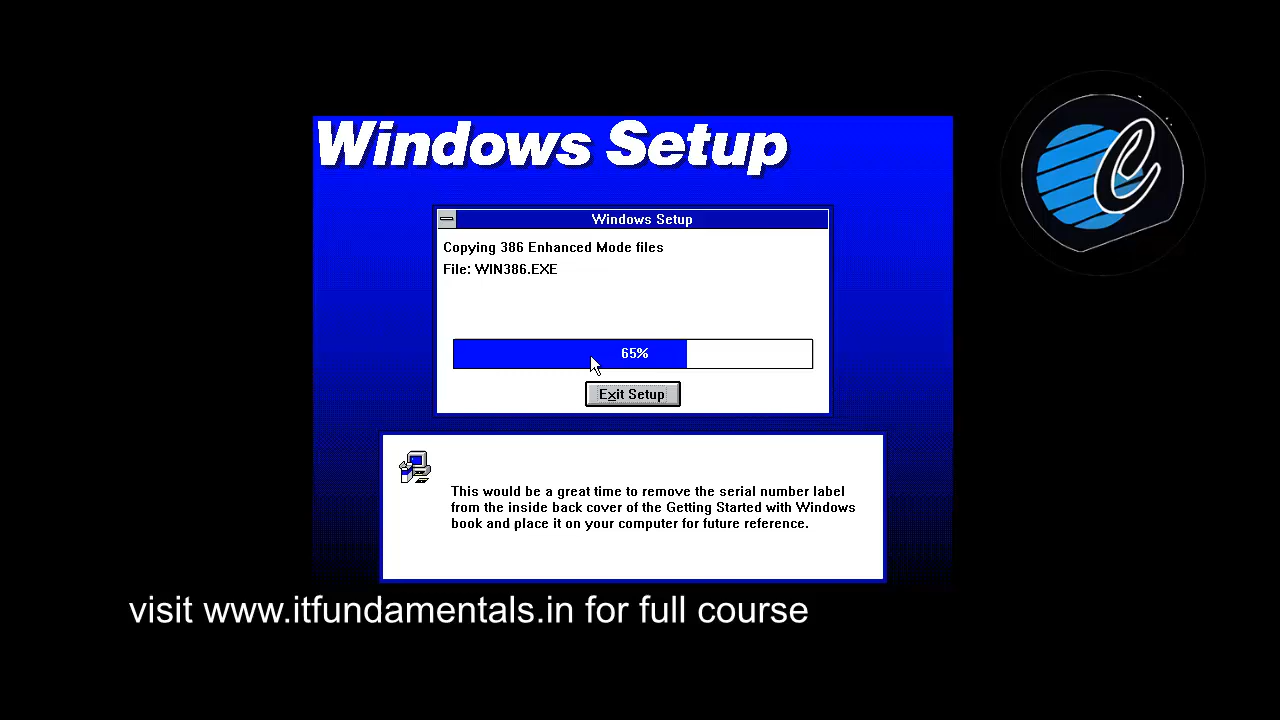 Windows Setup
Windows Setup
Copying 386 Enhanced Mode files
File: WIN386.EXE
65%
Exit Setup
This would be a great time to remove the serial number label
from the inside back cover of the Getting Started with Windows
book and place it on your computer for future reference.
visit www.itfundamentals.in for full course
C